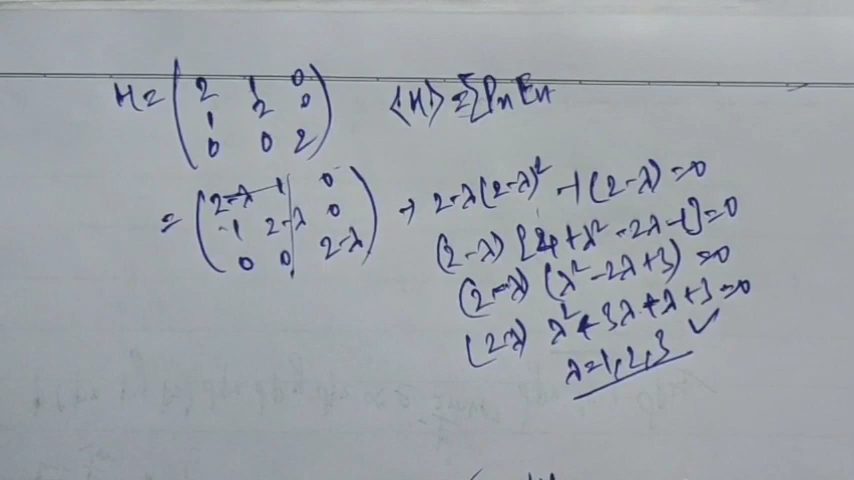 H = ( 2 1 0 ⟨H⟩ = Σ Pn En
1 2 0
0 0 2 )
= ( 2-λ 1 0 → 2-λ(2-λ)² -1(2-λ)=0
-1 2-λ 0 (2-λ) [4+λ² -2λ-1]=0
0 0 2-λ ) (2-λ) (λ²-2λ+3)=0
(2-λ) λ²-3λ+λ+3=0
λ=1,2,3 ✓